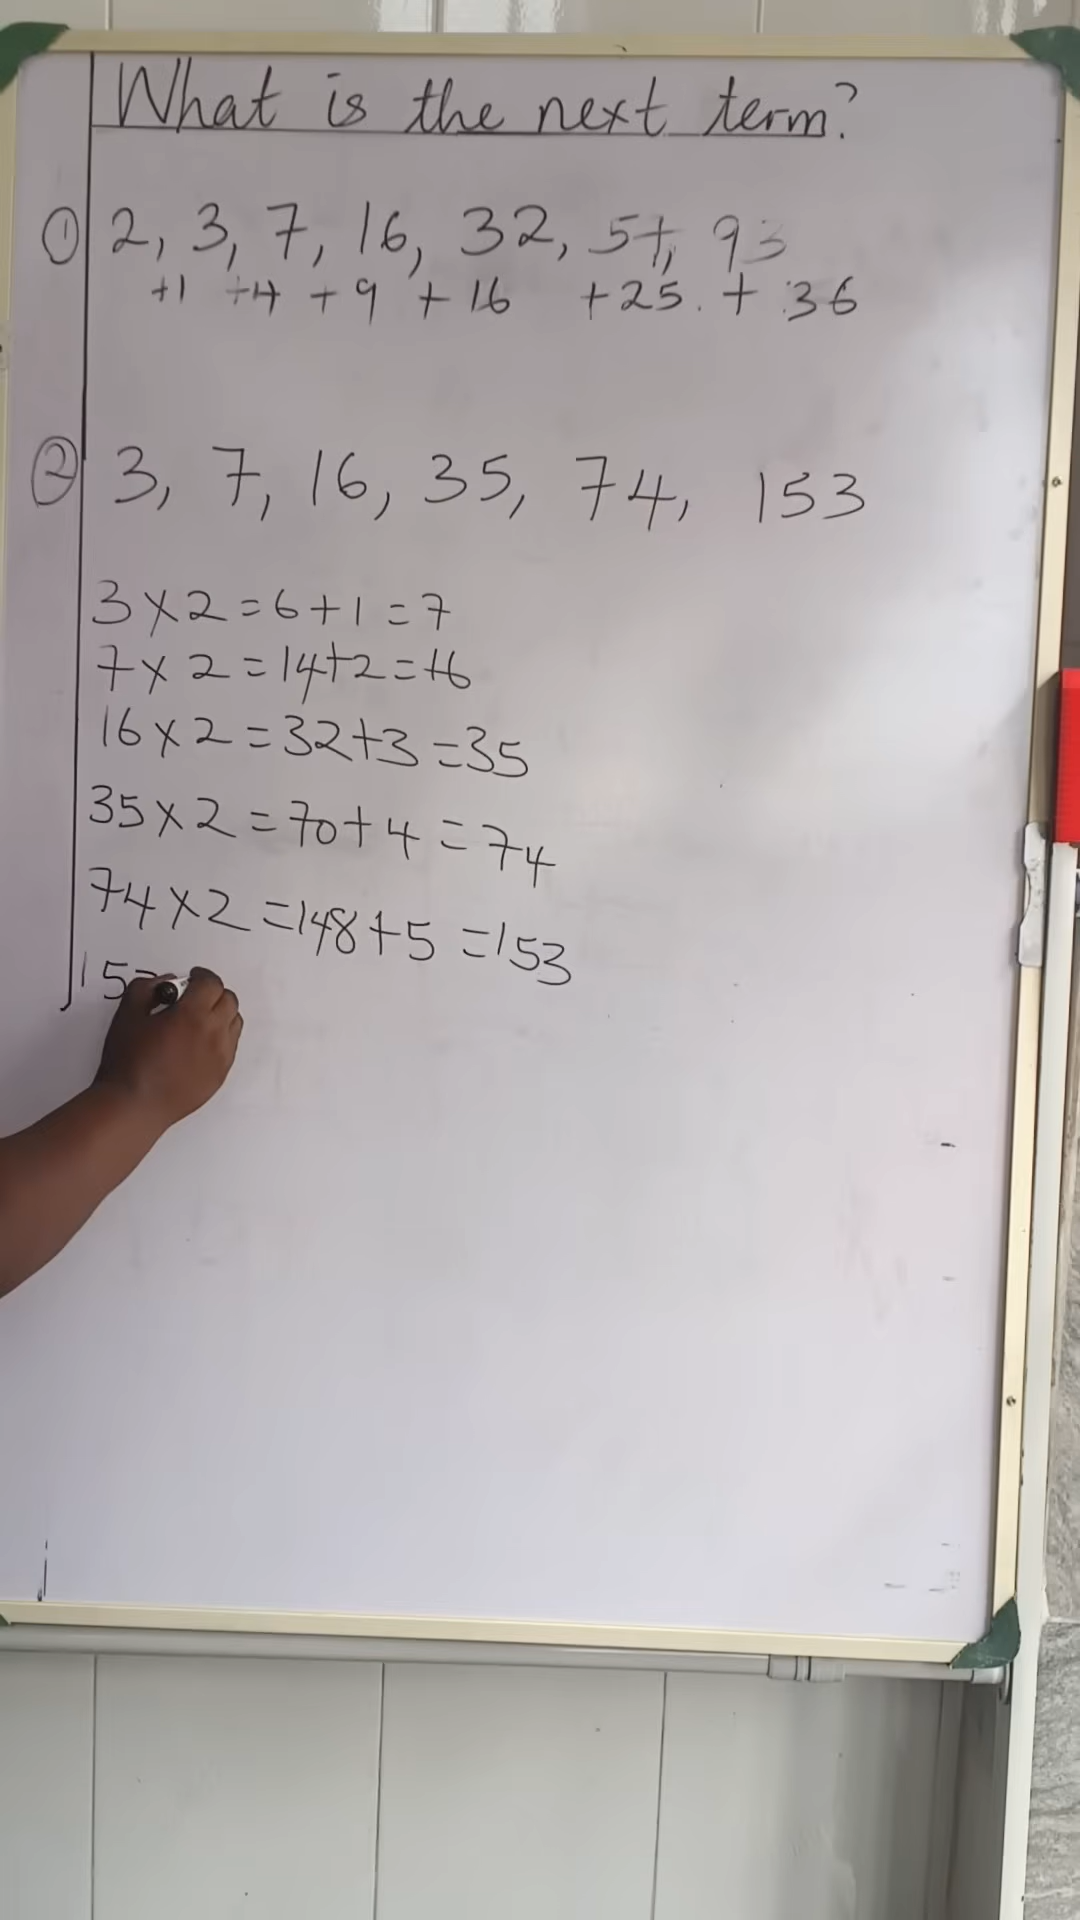 What is the next term?
① 2, 3, 7, 16, 32, 57, 93
+1 +4 +9 +16 +25. + 36
② 3, 7, 16, 35, 74, 153
3×2=6+1=7
7×2=14+2=16
16×2=32+3=35
35×2=70+4=74
74×2=148+5=153
15